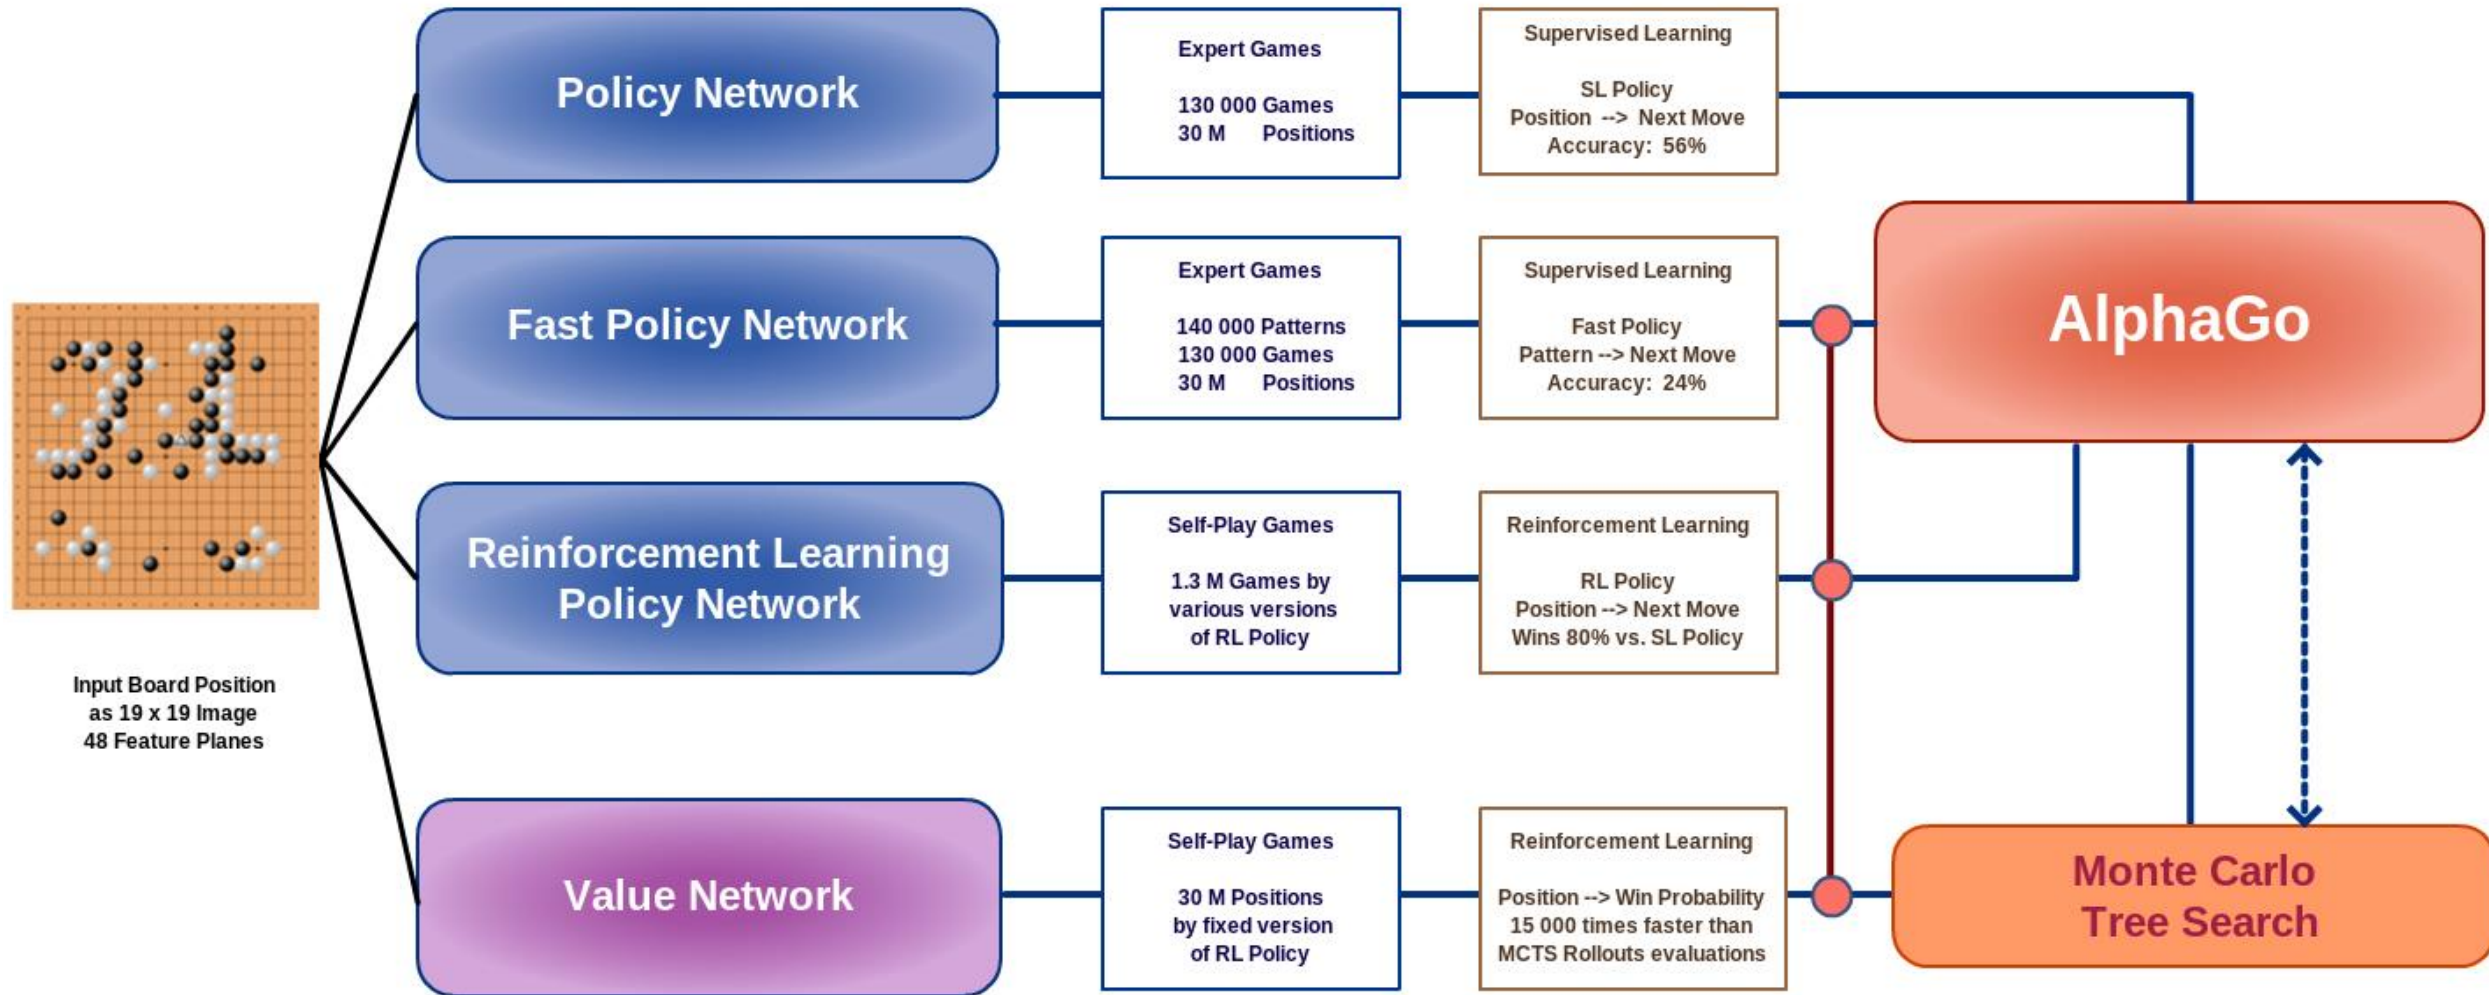 Policy Network
Expert Games
130 000 Games
30 M Positions
Supervised Learning
SL Policy
Position --> Next Move
Accuracy: 56%
Fast Policy Network
Expert Games
140 000 Patterns
130 000 Games
30 M Positions
Supervised Learning
Fast Policy
Pattern --> Next Move
Accuracy: 24%
AlphaGo
Input Board Position
as 19 x 19 Image
48 Feature Planes
Reinforcement Learning
Policy Network
Self-Play Games
1.3 M Games by
various versions
of RL Policy
Reinforcement Learning
RL Policy
Position --> Next Move
Wins 80% vs. SL Policy
Value Network
Self-Play Games
30 M Positions
by fixed version
of RL Policy
Reinforcement Learning
Position --> Win Probability
15 000 times faster than
MCTS Rollouts evaluations
Monte Carlo
Tree Search